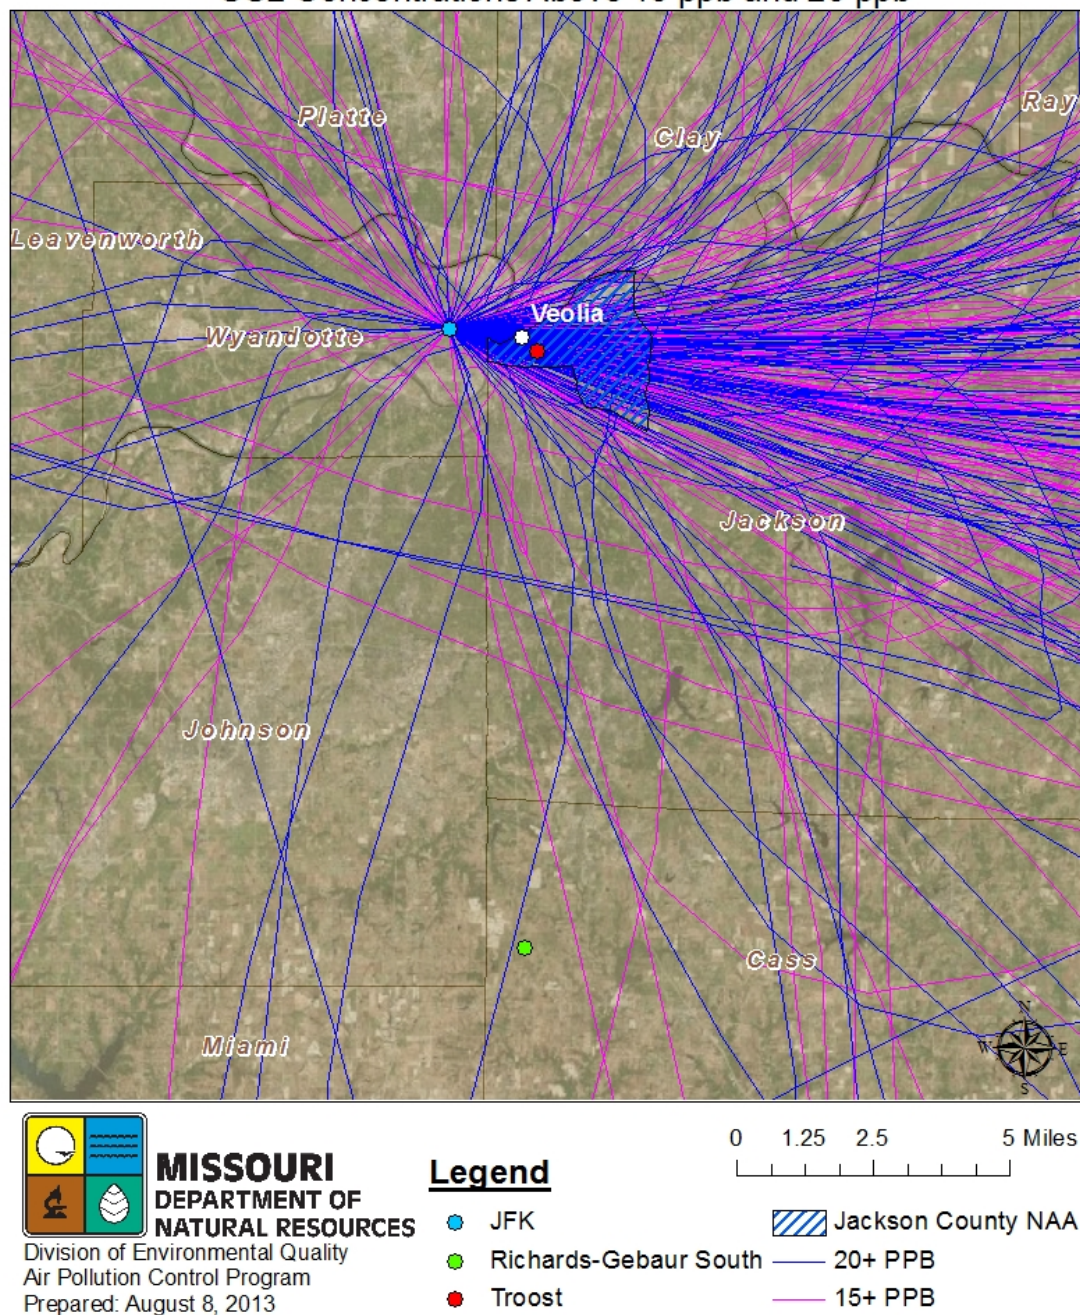 Platte
Ray
Clay
Leavenworth
Veolia
Wyandotte
Jackson
Johnson
Cass
N
W E
S
Miami
0 1.25 2.5 5 Miles
MISSOURI
DEPARTMENT OF
NATURAL RESOURCES
Division of Environmental Quality
Air Pollution Control Program
Prepared: August 8, 2013
Legend
JFK
Richards-Gebaur South
Troost
Jackson County NAA
20+ PPB
15+ PPB